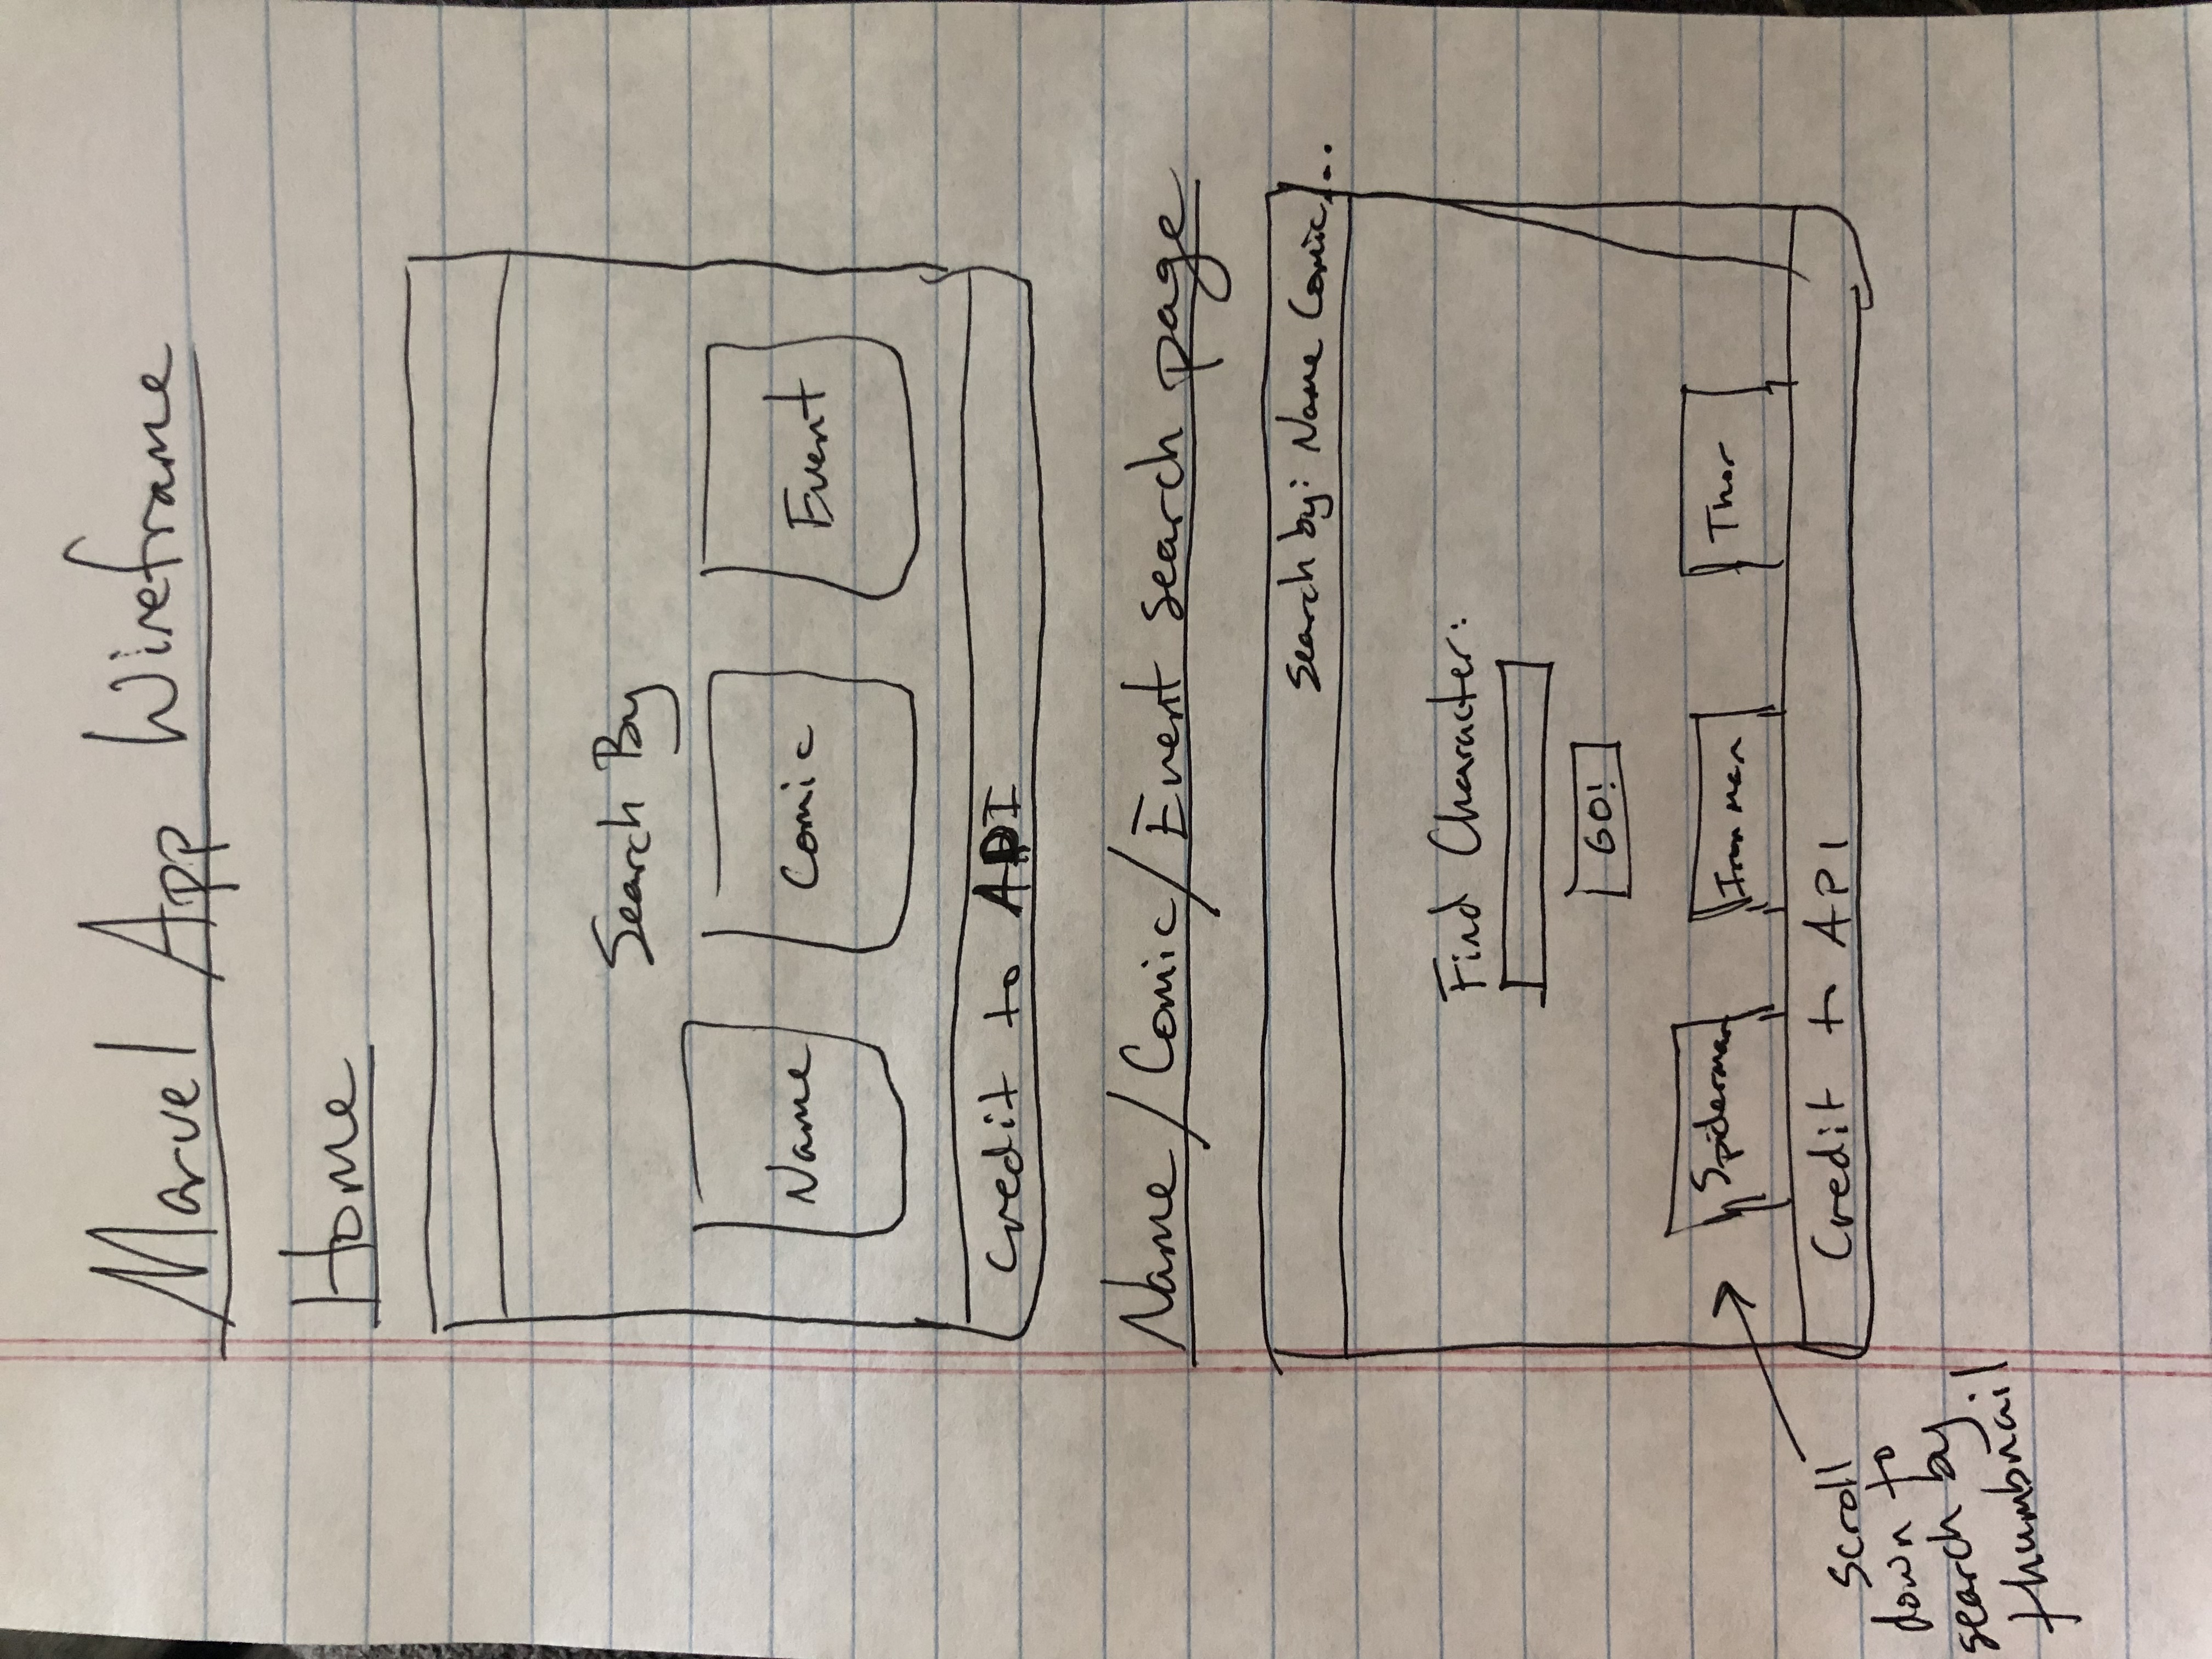 Marvel App Wireframe
Home
Search By
Name Comic Event
Credit to API
Name/Comic/Event search page
Search by: Name Comic...
Find Character:
GO!
Spiderman Iron man Thor
Credit to API
scroll
down to
search by
thumbnail